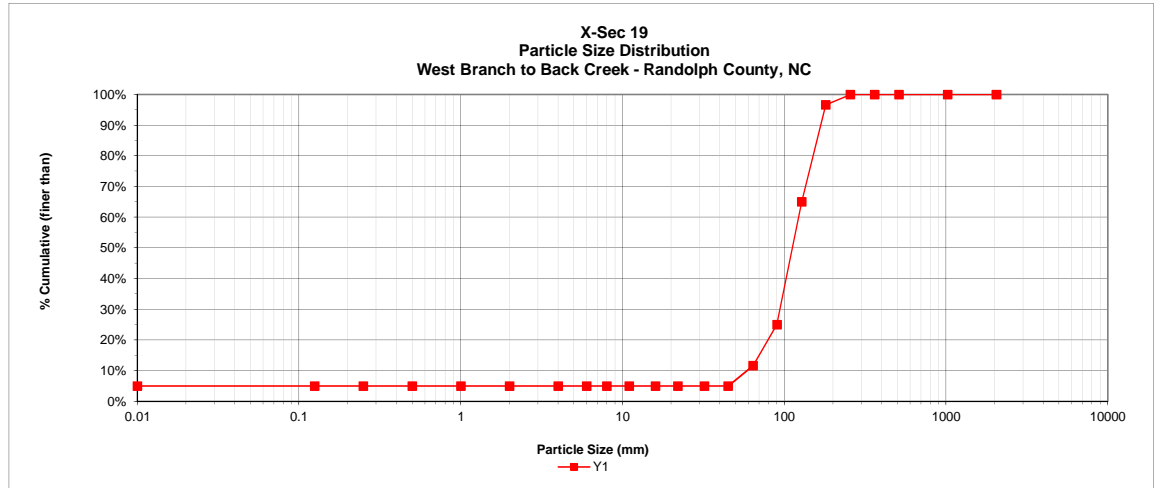 X-Sec 19
Particle Size Distribution
West Branch to Back Creek - Randolph County, NC
% Cumulative (finer than)
100%
90%
80%
70%
60%
50%
40%
30%
20%
10%
0%
0.01 0.1 1 10 100 1000 10000
Particle Size (mm)
Y1